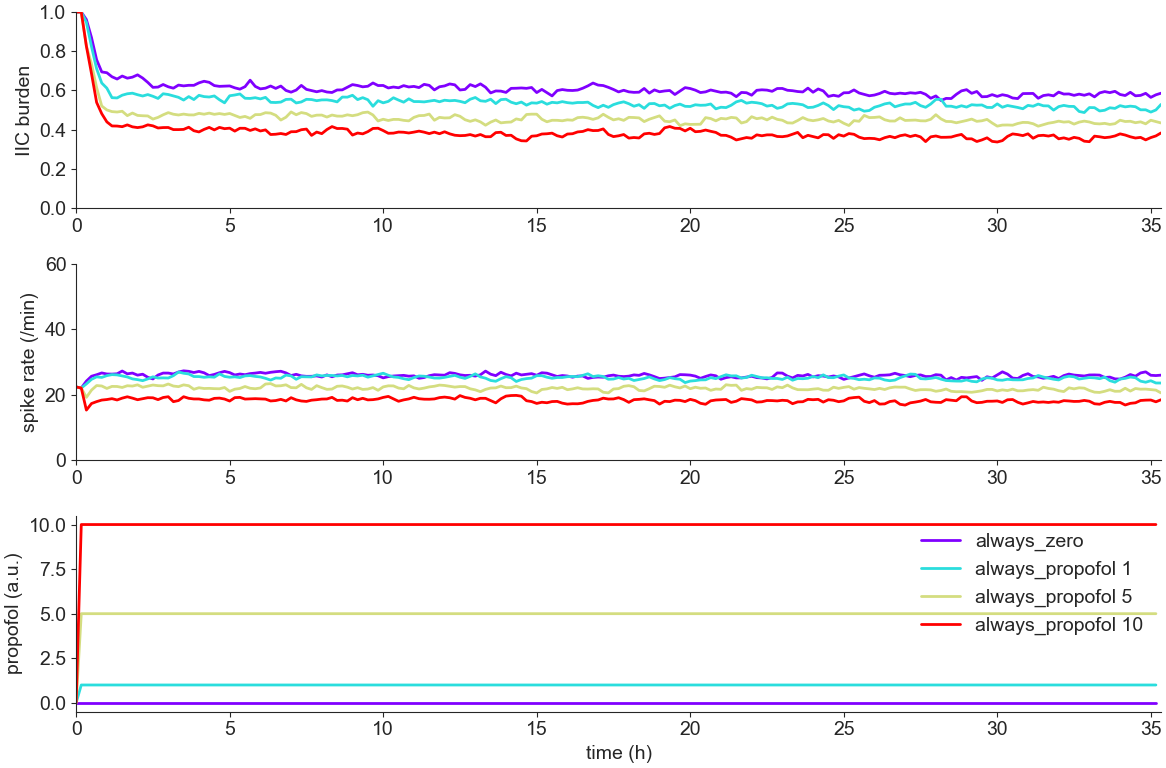 IIC burden
1.0
0.8
0.6
0.4
0.2
0.0
0 5 10 15 20 25 30 35
spike rate (/min)
60
40
20
0
0 5 10 15 20 25 30 35
propofol (a.u.)
10.0
7.5
5.0
2.5
0.0
always_zero
always_propofol 1
always_propofol 5
always_propofol 10
0 5 10 15 20 25 30 35
time (h)